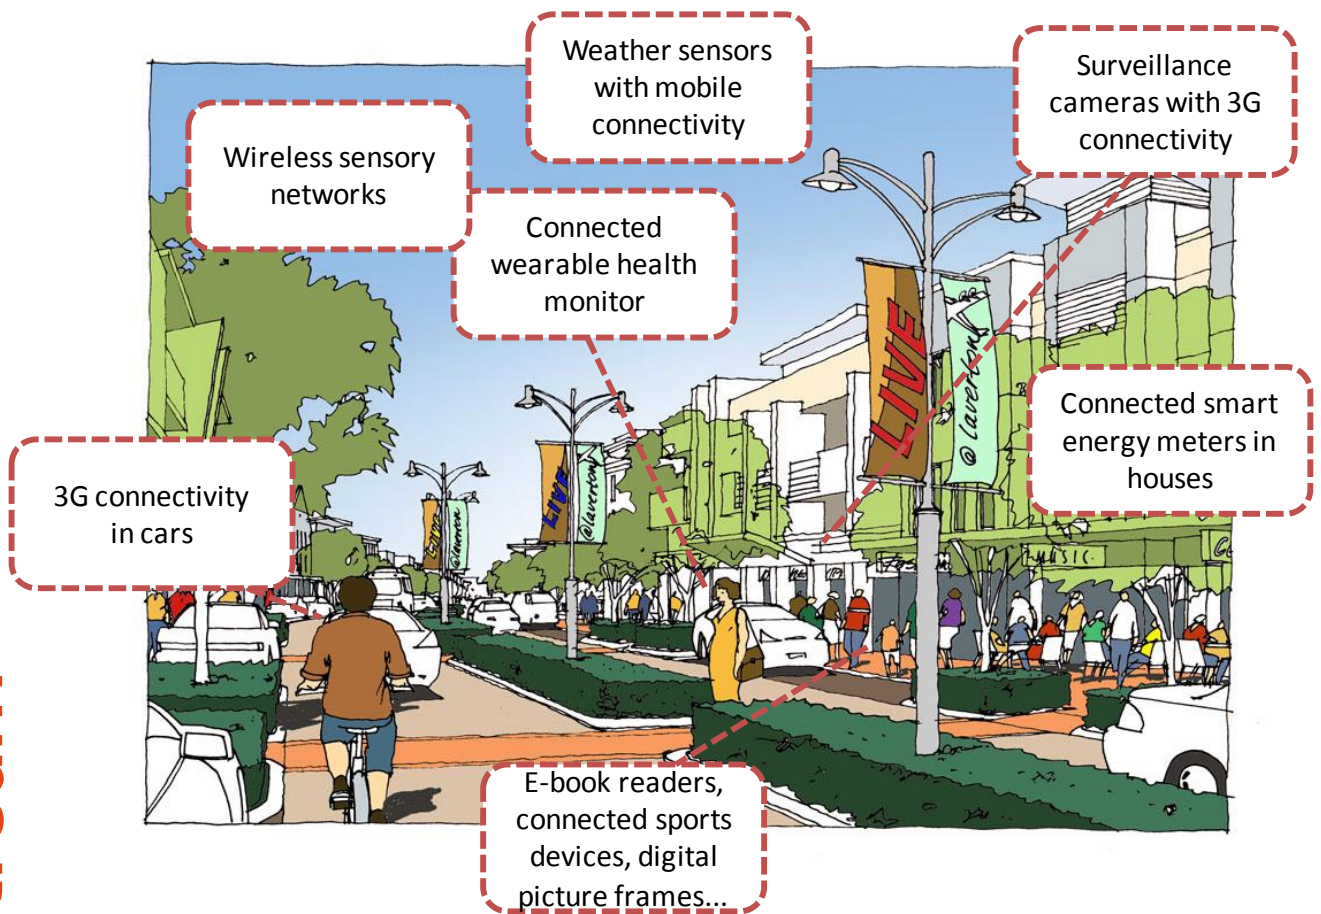 Weather sensors
with mobile
connectivity
Surveillance
cameras with 3G
connectivity
Wireless sensory
networks
Connected
wearable health
monitor
LIVE
@laverton
Connected smart
energy meters in
houses
3G connectivity
in cars
LIVE
@laverton
LIVE
@laverton
MUSIC
E-book readers,
connected sports
devices, digital
picture frames...